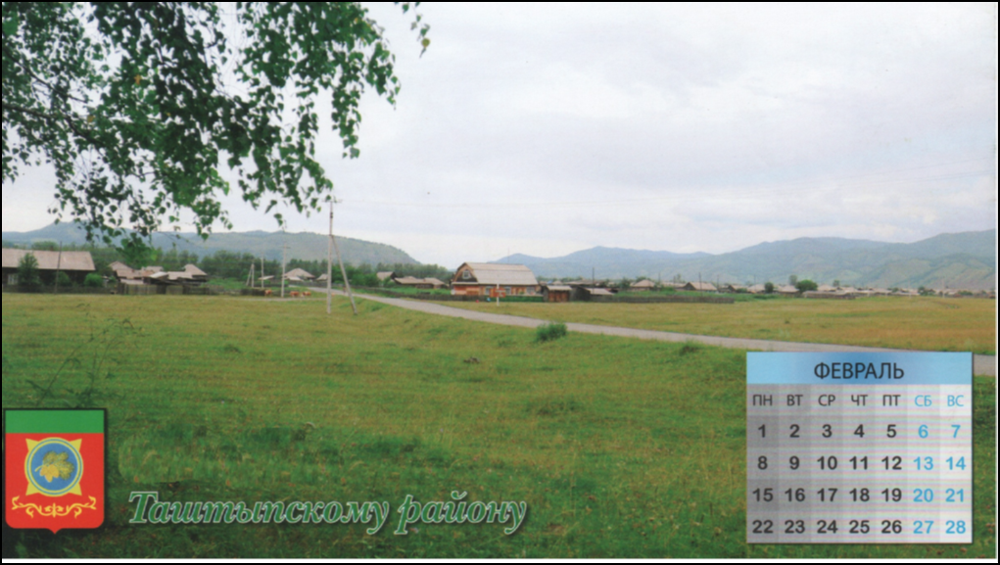 ФЕВРАЛЬ
ПН ВТ СР ЧТ ПТ СБ ВС
1 2 3 4 5 6 7
8 9 10 11 12 13 14
15 16 17 18 19 20 21
22 23 24 25 26 27 28
Таштыпскому району